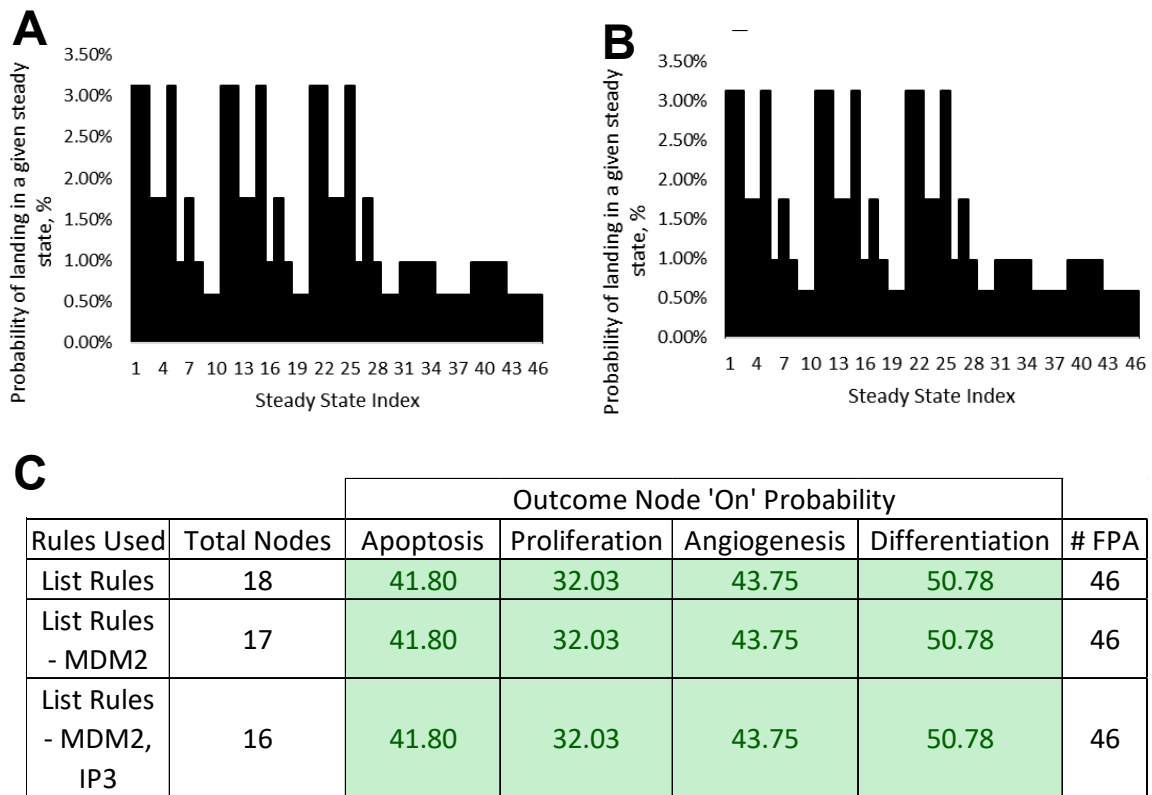 A
Probability of landing in a given steady
state, %
3.50%
3.00%
2.50%
2.00%
1.50%
1.00%
0.50%
0.00%
1 4 7 10 13 16 19 22 25 28 31 34 37 40 43 46
Steady State Index
B
Probability of landing in a given steady
state, %
3.50%
3.00%
2.50%
2.00%
1.50%
1.00%
0.50%
0.00%
1 4 7 10 13 16 19 22 25 28 31 34 37 40 43 46
Steady State Index
C
Outcome Node 'On' Probability
Rules Used Total Nodes Apoptosis Proliferation Angiogenesis Differentiation # FPA
List Rules 18 41.80 32.03 43.75 50.78 46
List Rules
- MDM2 17 41.80 32.03 43.75 50.78 46
List Rules
- MDM2, 16 41.80 32.03 43.75 50.78 46
IP3